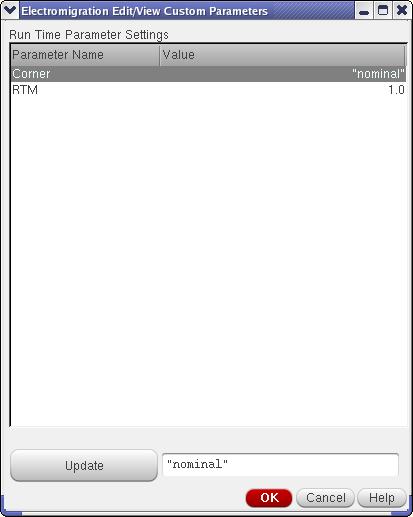 Electromigration Edit/View Custom Parameters
Run Time Parameter Settings
Parameter Name Value
Corner "nominal"
RTM 1.0
Update "nominal"
OK Cancel Help